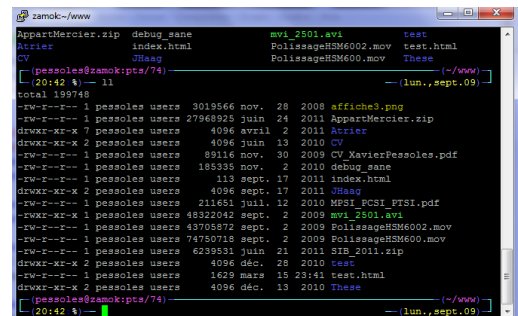 zamok:~/www
AppartMercier.zip debug_sane mvi_2501.avi test
Atrier index.html PolissageHSM6002.mov test.html
CV JHaag PolissageHSM600.mov These
(pessoles@zamok:pts/74) (~/www)
(20:42 %) ll (lun.,sept.09)
total 199748
-rw-r--r-- 1 pessoles users 3019566 nov. 28 2008 affiche3.png
-rw-r--r-- 1 pessoles users 27968925 juin 24 2011 AppartMercier.zip
drwxr-xr-x 7 pessoles users 4096 avril 2 2011 Atrier
drwxr-xr-x 2 pessoles users 4096 juin 13 2010 CV
-rw-r--r-- 1 pessoles users 89116 nov. 30 2009 CV_XavierPessoles.pdf
-rw-r--r-- 1 pessoles users 185335 nov. 2 2010 debug_sane
-rw-r--r-- 1 pessoles users 113 sept. 17 2011 index.html
drwxr-xr-x 2 pessoles users 4096 sept. 17 2011 JHaag
-rw-r--r-- 1 pessoles users 211651 juil. 12 2010 MPSI_PCSI_PTSI.pdf
-rwxr-xr-x 1 pessoles users 48322042 sept. 2 2009 mvi_2501.avi
-rw-r--r-- 1 pessoles users 43705872 sept. 2 2009 PolissageHSM6002.mov
-rw-r--r-- 1 pessoles users 74750718 sept. 2 2009 PolissageHSM600.mov
-rw-r--r-- 1 pessoles users 6239531 juin 21 2011 SIB_2011.zip
drwxr-xr-x 2 pessoles users 4096 déc. 28 2010 test
-rw-r--r-- 1 pessoles users 1629 mars 15 23:41 test.html
drwxr-xr-x 2 pessoles users 4096 déc. 13 2010 These
(pessoles@zamok:pts/74) (~/www)
(20:42 %) (lun.,sept.09)